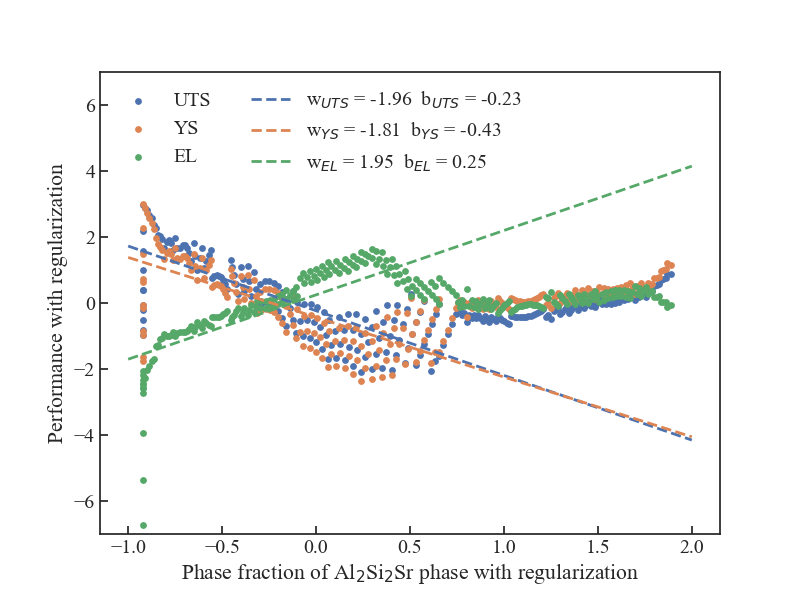 UTS
YS
EL
w_UTS = -1.96 b_UTS = -0.23
w_YS = -1.81 b_YS = -0.43
w_EL = 1.95 b_EL = 0.25
Performance with regularization
6
4
2
0
−2
−4
−6
−1.0 −0.5 0.0 0.5 1.0 1.5 2.0
Phase fraction of Al₂Si₂Sr phase with regularization